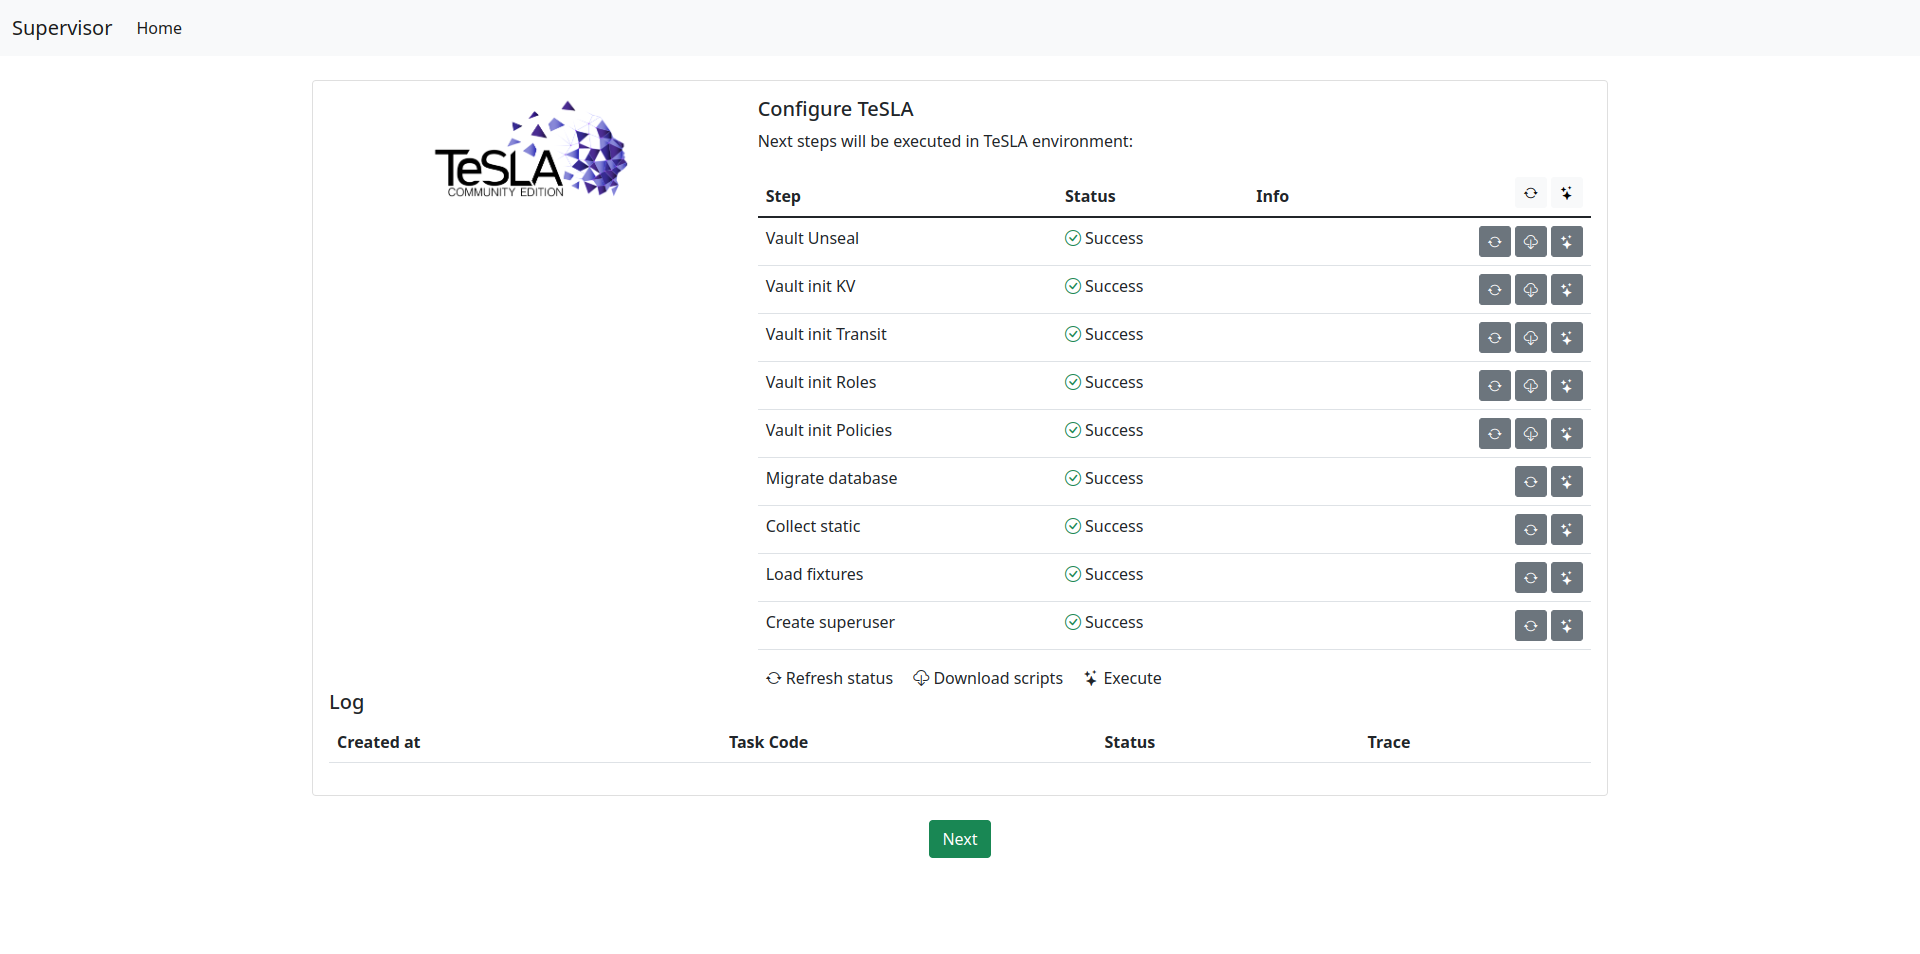 Supervisor Home
TeSLA
COMMUNITY EDITION
Configure TeSLA
Next steps will be executed in TeSLA environment:
Step Status Info
Vault Unseal Success
Vault init KV Success
Vault init Transit Success
Vault init Roles Success
Vault init Policies Success
Migrate database Success
Collect static Success
Load fixtures Success
Create superuser Success
Refresh status Download scripts Execute
Log
Created at Task Code Status Trace
Next